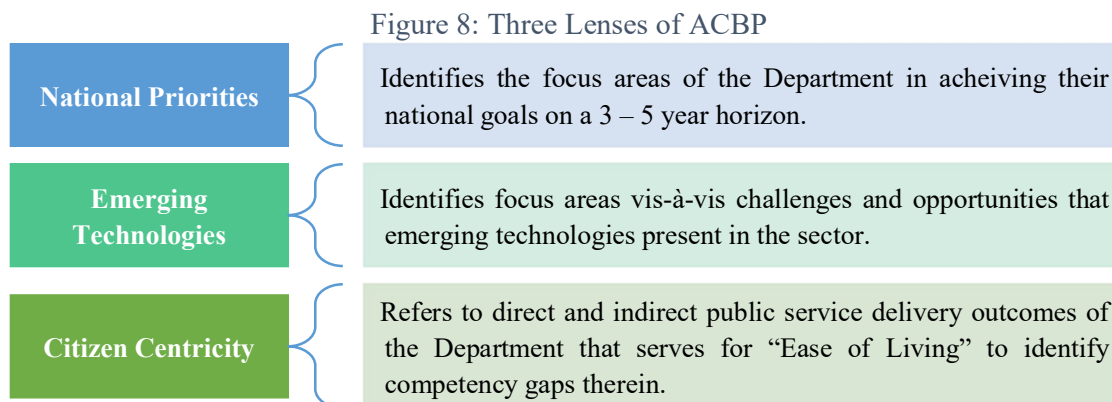 Figure 8: Three Lenses of ACBP
National Priorities
Identifies the focus areas of the Department in acheiving their
national goals on a 3 – 5 year horizon.
Emerging
Technologies
Identifies focus areas vis-à-vis challenges and opportunities that
emerging technologies present in the sector.
Citizen Centricity
Refers to direct and indirect public service delivery outcomes of
the Department that serves for “Ease of Living” to identify
competency gaps therein.